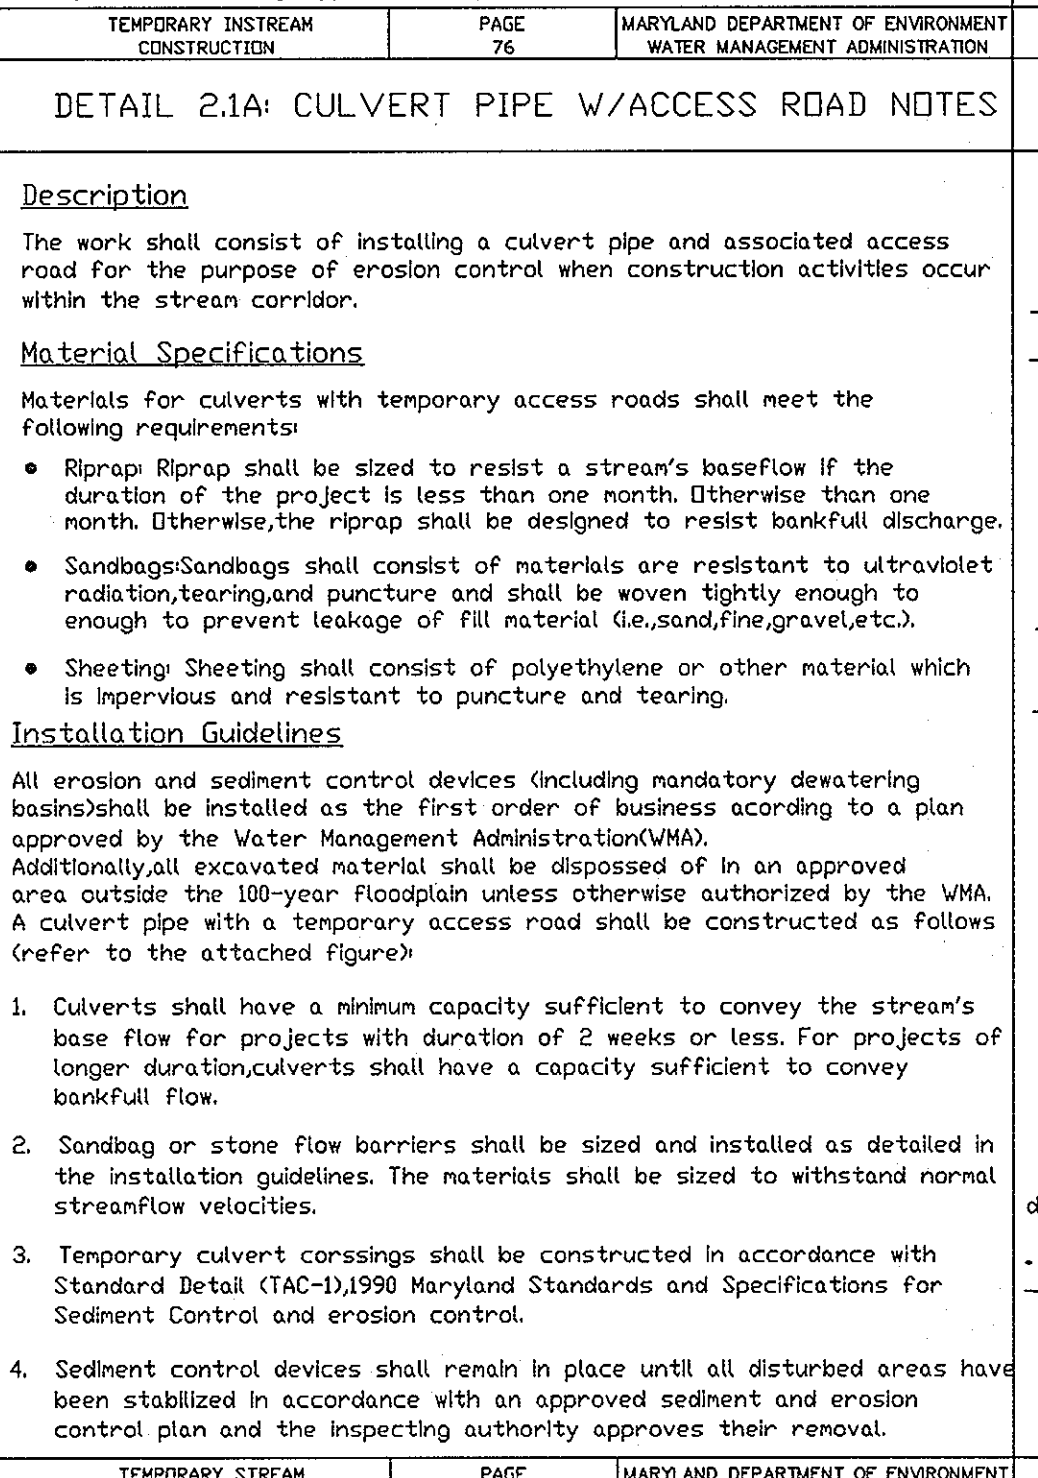 TEMPORARY INSTREAM CONSTRUCTION
PAGE 76
MARYLAND DEPARTMENT OF ENVIRONMENT WATER MANAGEMENT ADMINISTRATION
DETAIL 2.1A: CULVERT PIPE W/ACCESS ROAD NOTES
Description
The work shall consist of installing a culvert pipe and associated access
road for the purpose of erosion control when construction activities occur
within the stream corridor.
Material Specifications
Materials for culverts with temporary access roads shall meet the
following requirements:
• Riprap: Riprap shall be sized to resist a stream's baseflow if the
duration of the project is less than one month. Otherwise than one
month. Otherwise,the riprap shall be designed to resist bankfull discharge.
• Sandbags:Sandbags shall consist of materials are resistant to ultraviolet
radiation,tearing,and puncture and shall be woven tightly enough to
enough to prevent leakage of fill material (i.e.,sand,fine,gravel,etc.).
• Sheeting: Sheeting shall consist of polyethylene or other material which
is impervious and resistant to puncture and tearing.
Installation Guidelines
All erosion and sediment control devices (including mandatory dewatering
basins)shall be installed as the first order of business acording to a plan
approved by the Water Management Administration(WMA).
Additionally,all excavated material shall be dispossed of in an approved
area outside the 100-year floodplain unless otherwise authorized by the WMA.
A culvert pipe with a temporary access road shall be constructed as follows
(refer to the attached figure):
1. Culverts shall have a minimum capacity sufficient to convey the stream's
base flow for projects with duration of 2 weeks or less. For projects of
longer duration,culverts shall have a capacity sufficient to convey
bankfull flow.
2. Sandbag or stone flow barriers shall be sized and installed as detailed in
the installation guidelines. The materials shall be sized to withstand normal
streamflow velocities.
3. Temporary culvert corssings shall be constructed in accordance with
Standard Detail (TAC-1),1990 Maryland Standards and Specifications for
Sediment Control and erosion control.
4. Sediment control devices shall remain in place until all disturbed areas have
been stabilized in accordance with an approved sediment and erosion
control plan and the inspecting authority approves their removal.
TEMPORARY STREAM
PAGE
MARYLAND DEPARTMENT OF ENVIRONMENT